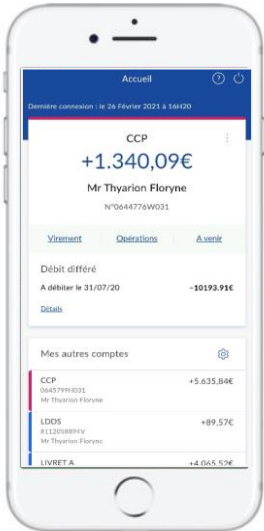 Accueil
Dernière connexion : le 26 Février 2021 à 16H20
CCP
+1.340,09€
Mr Thyarion Floryne
N°0644776W031
Virement Opérations A venir
Débit différé
A débiter le 31/07/20 -10193.91€
Détails
Mes autres comptes
CCP +5.635,84€
Mr Thyarion Floryne
LDDS +89,57€
Mr Thyarion Floryne
LIVRET A +4.065,52€